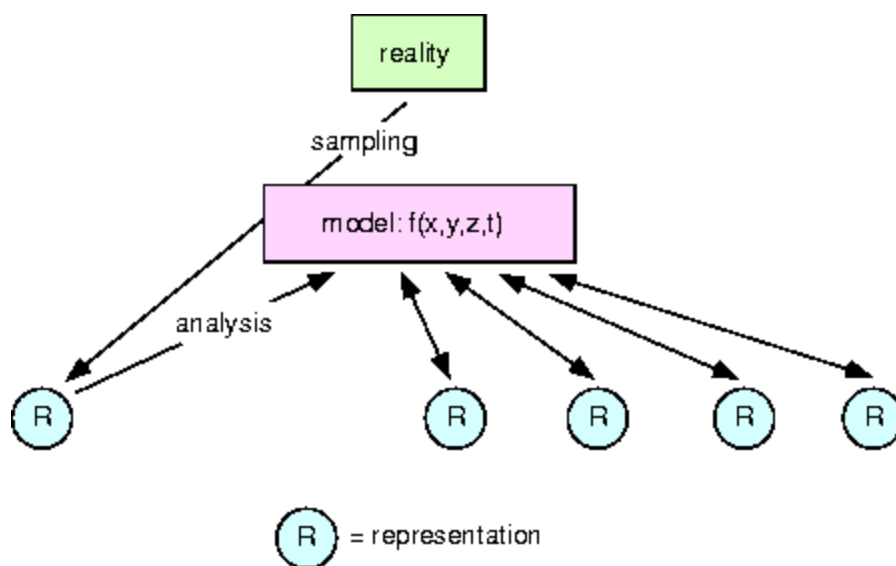 reality
sampling
model: f(x,y,z,t)
analysis
R
R
R
R
R
R = representation